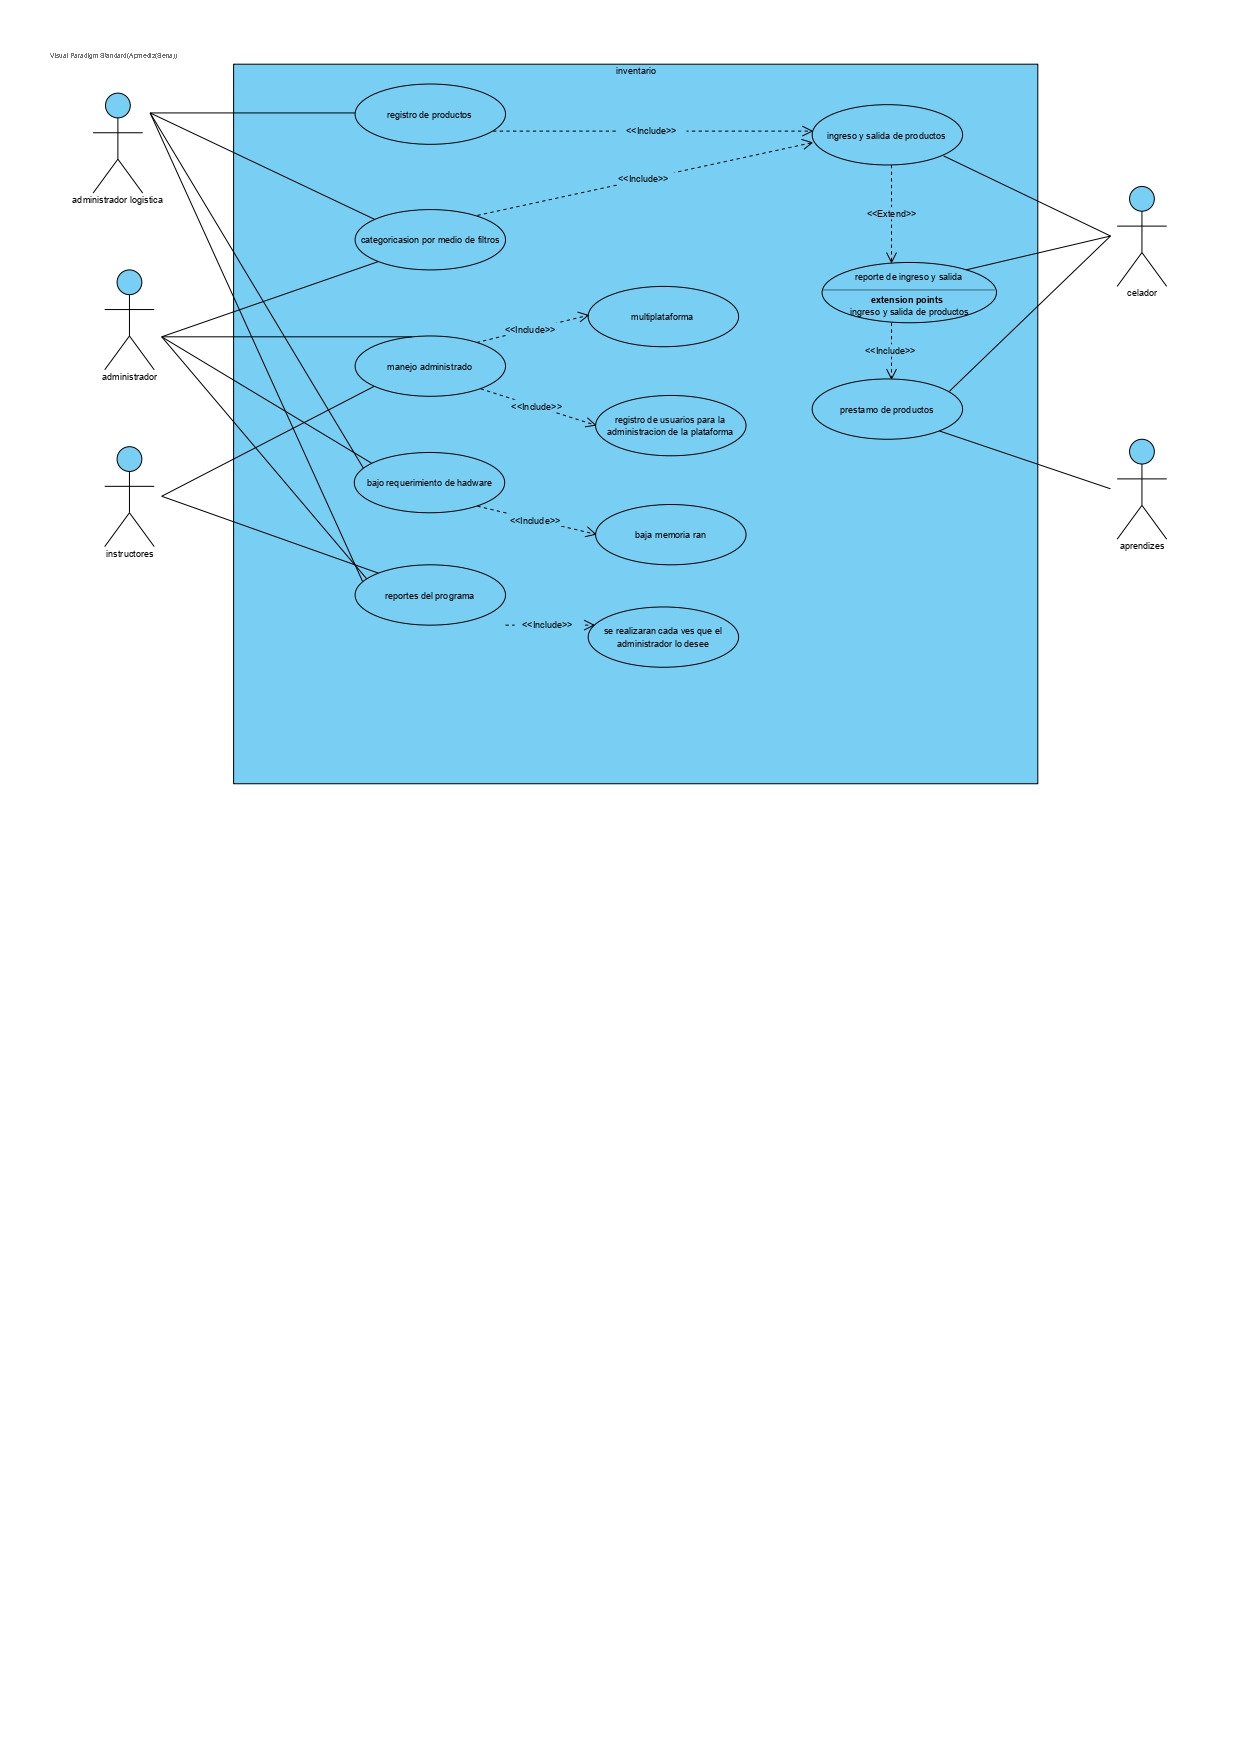 Visual Paradigm Standard(Apmediz(Sena))
inventario
registro de productos
<<Include>>
ingreso y salida de productos
<<Include>>
administrador logistica
categoricasion por medio de filtros
<<Extend>>
reporte de ingreso y salida
extension points
ingreso y salida de productos
celador
multiplataforma
<<Include>>
<<Include>>
manejo administrado
administrador
<<Include>>
prestamo de productos
registro de usuarios para la
administracion de la plataforma
bajo requerimiento de hadware
<<Include>>
baja memoria ran
instructores
aprendizes
reportes del programa
<<Include>>
se realizaran cada ves que el
administrador lo desee